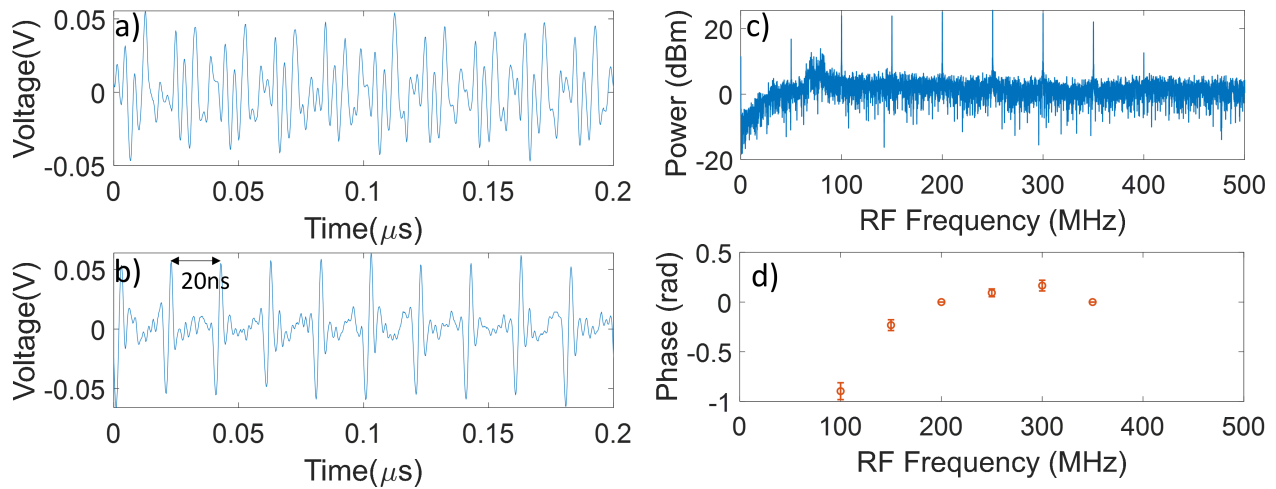 a)
Voltage(V)
0.05
0
-0.05
0
0.05
0.1
0.15
0.2
Time(μs)
b)
20ns
Voltage(V)
0.05
0
-0.05
0
0.05
0.1
0.15
0.2
Time(μs)
c)
Power (dBm)
20
0
-20
0
100
200
300
400
500
RF Frequency (MHz)
d)
Phase (rad)
0.5
0
-0.5
-1
0
100
200
300
400
500
RF Frequency (MHz)